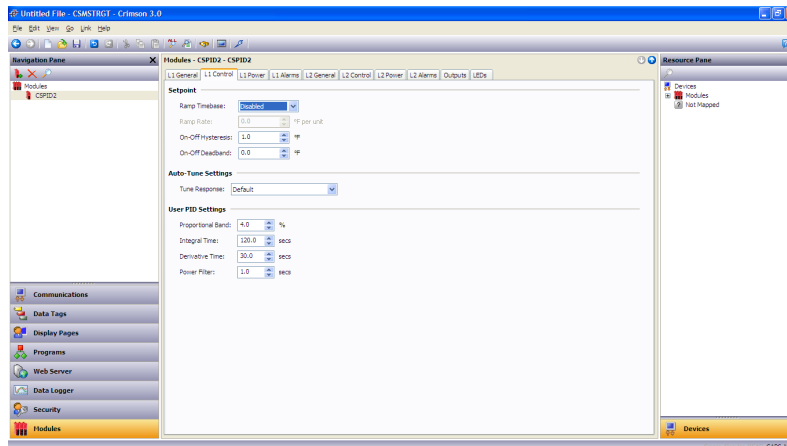 Untitled File - CSMSTRGT - Crimson 3.0
File Edit View Go Link Help
Navigation Pane
Modules
CSPID2
Communications
Data Tags
Display Pages
Programs
Web Server
Data Logger
Security
Modules
Modules - CSPID2 - CSPID2
L1 General L1 Control L1 Power L1 Alarms L2 General L2 Control L2 Power L2 Alarms Outputs LEDs
Setpoint
Ramp Timebase: Disabled
Ramp Rate: 0.0 °F per unit
On-Off Hysteresis: 1.0 °F
On-Off Deadband: 0.0 °F
Auto-Tune Settings
Tune Response: Default
User PID Settings
Proportional Band: 4.0 %
Integral Time: 120.0 secs
Derivative Time: 30.0 secs
Power Filter: 1.0 secs
Resource Pane
Devices
Modules
Not Mapped
Devices